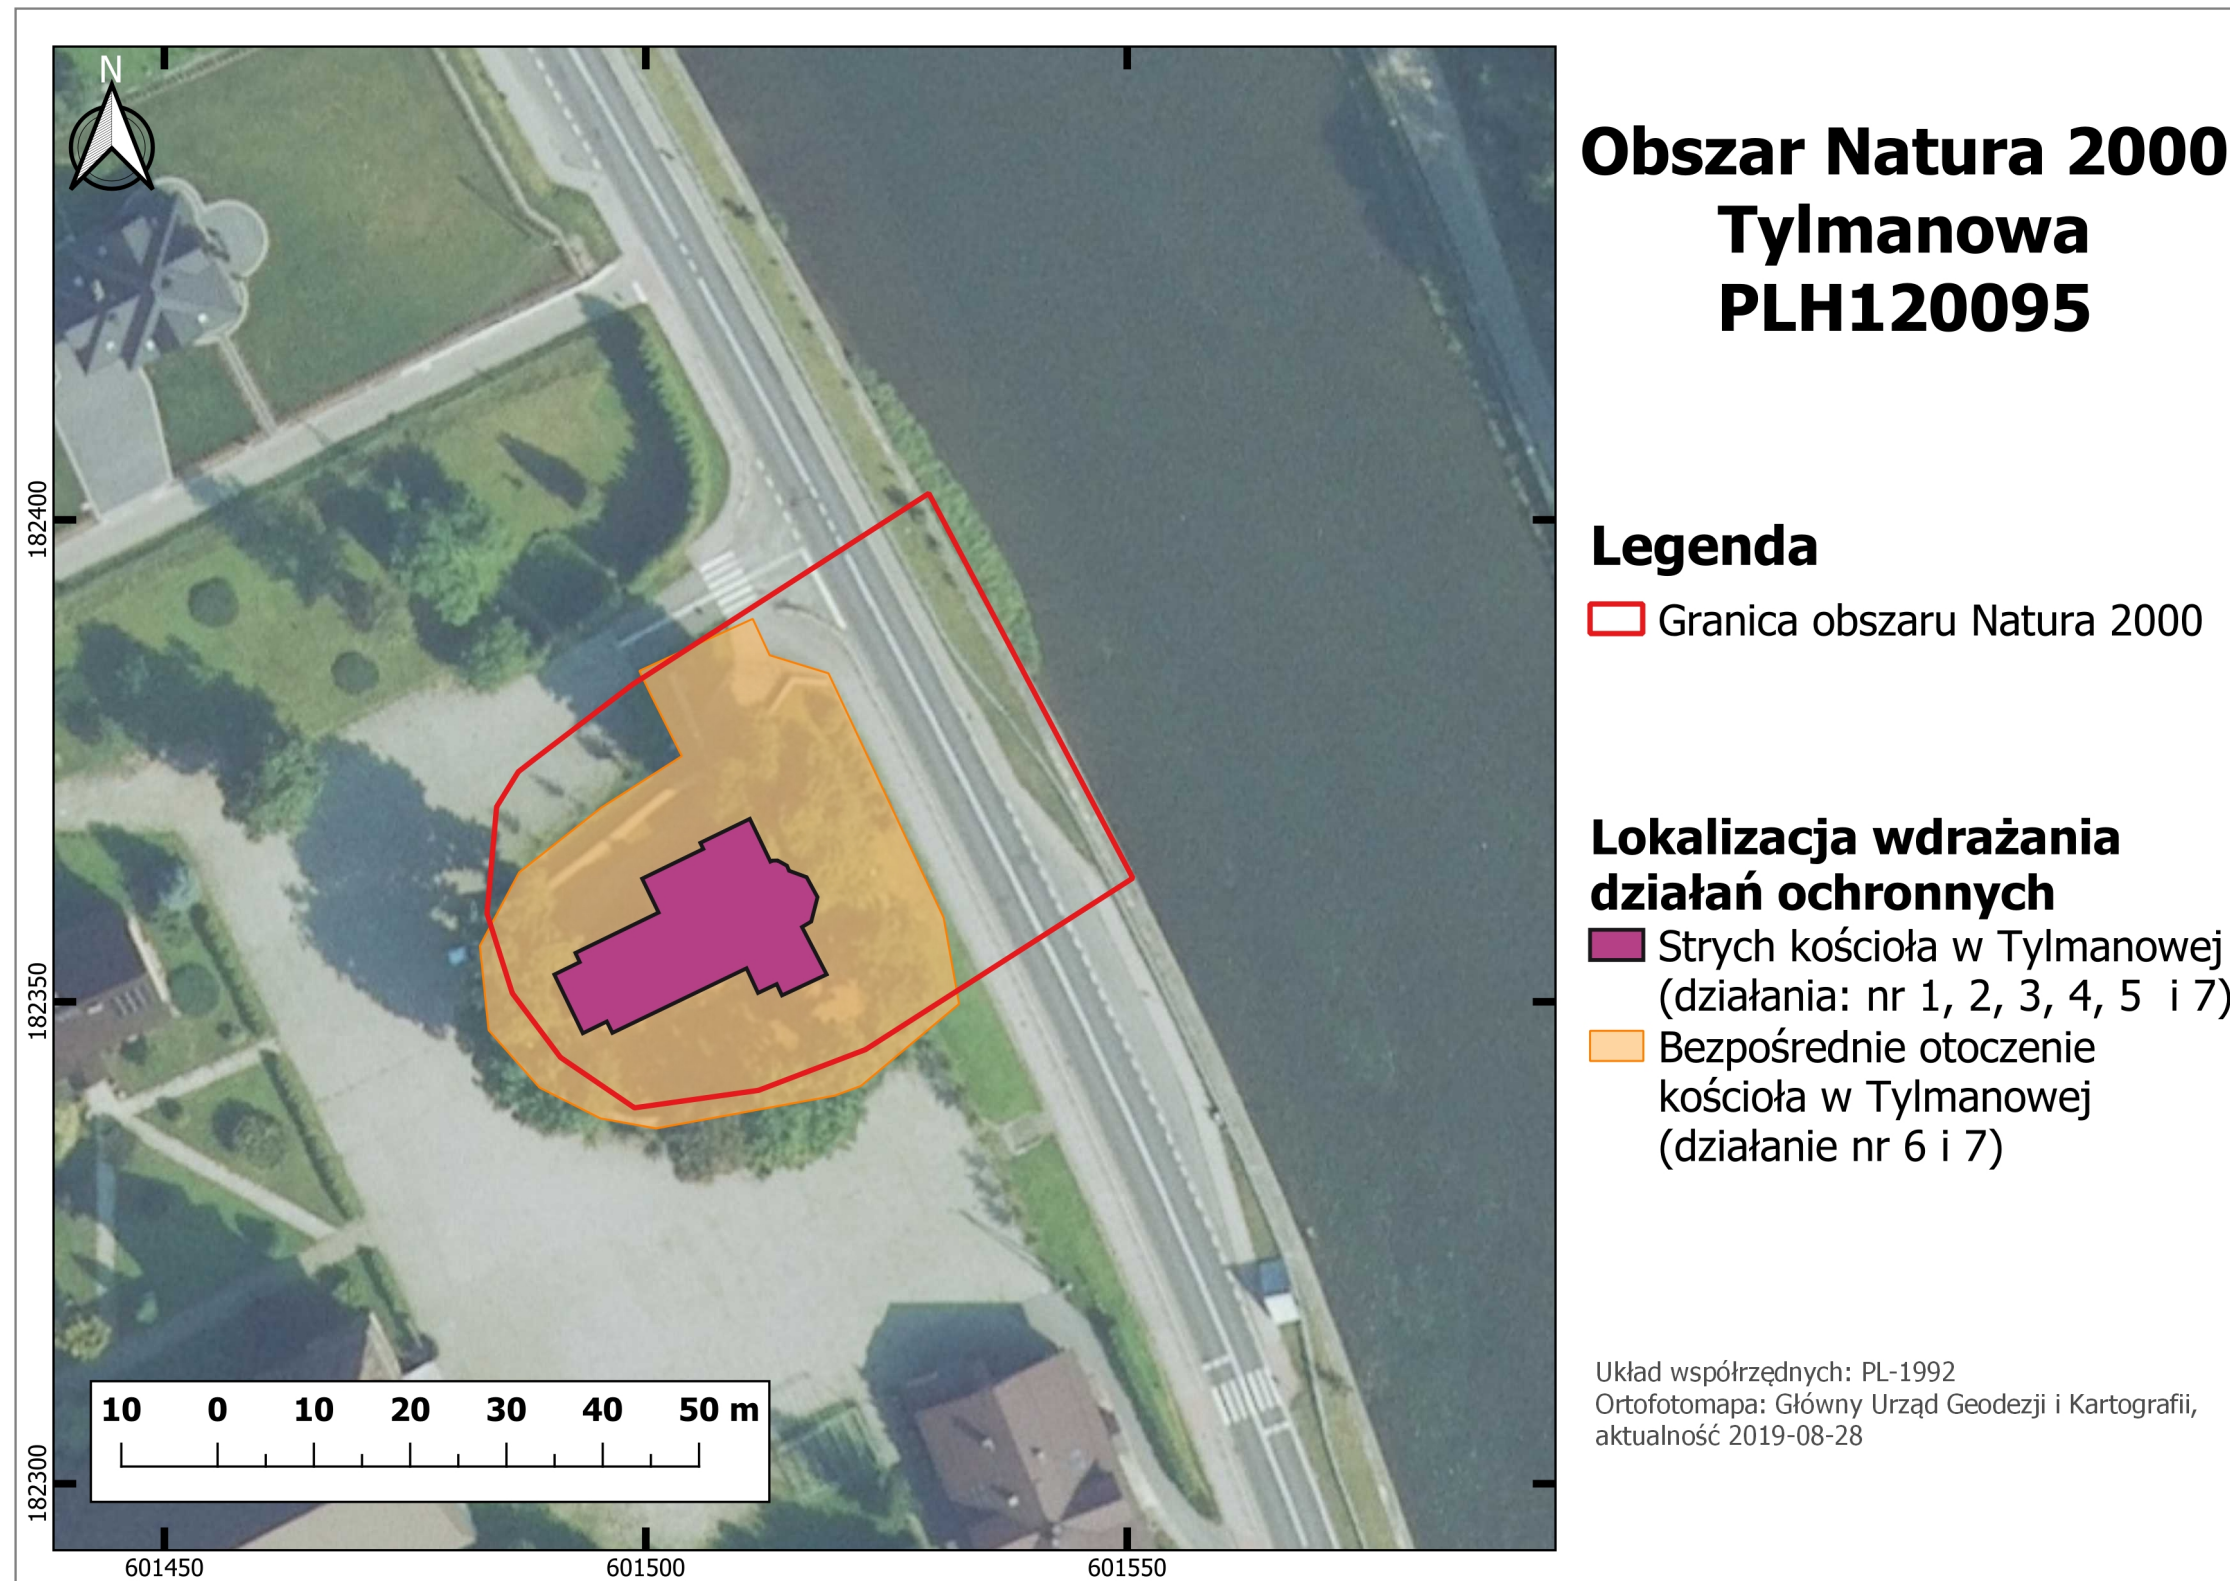 N
Obszar Natura 2000
Tylmanowa
PLH120095
Legenda
Granica obszaru Natura 2000
Lokalizacja wdrażania
działań ochronnych
Strych kościoła w Tylmanowej
(działania: nr 1, 2, 3, 4, 5 i 7)
Bezpośrednie otoczenie
kościoła w Tylmanowej
(działanie nr 6 i 7)
Układ współrzędnych: PL-1992
Ortofotomapa: Główny Urząd Geodezji i Kartografii,
aktualność 2019-08-28
182400
182350
182300
10 0 10 20 30 40 50 m
601450 601500 601550